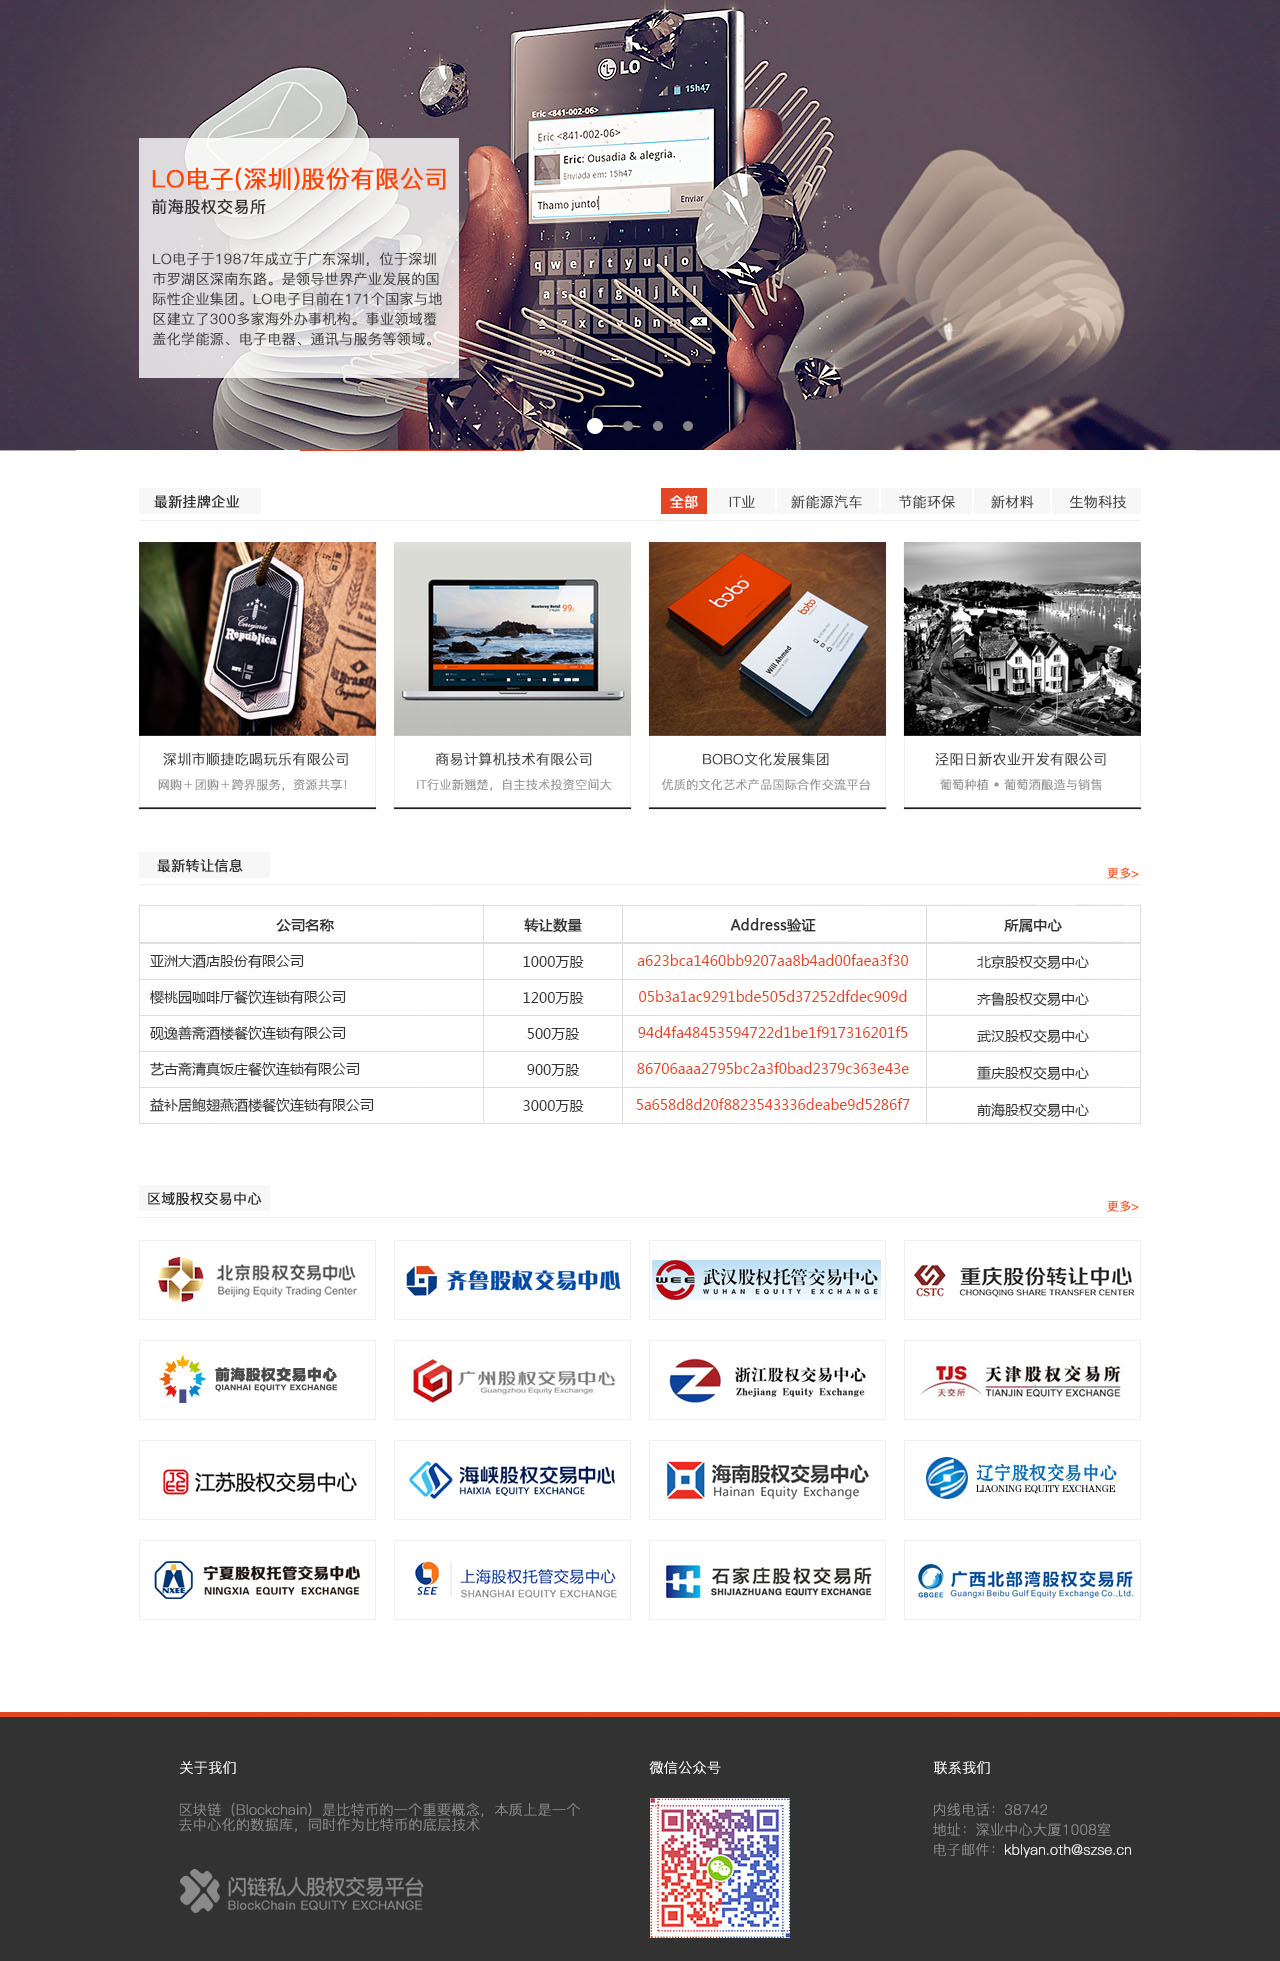 LO
15h47
Eric <841-002-06>
Eric <841-002-06>
Eric: Ousadia & alegria.
Enviada em: 15h47
Thamo junto!
Enviar
LO电子(深圳)股份有限公司
前海股权交易所
LO电子于1987年成立于广东深圳，位于深圳
市罗湖区深南东路。是领导世界产业发展的国
际性企业集团。LO电子目前在171个国家与地
区建立了300多家海外办事机构。事业领域覆
盖化学能源、电子电器、通讯与服务等领域。
q w e r t y u i o
a s d f g h j k l
最新挂牌企业
全部 IT业 新能源汽车 节能环保 新材料 生物科技
Republica
99
bobo
bobo
Will Ahmed
深圳市顺捷吃喝玩乐有限公司
网购+团购+跨界服务，资源共享！
商易计算机技术有限公司
IT行业新翘楚，自主技术投资空间大
BOBO文化发展集团
优质的文化艺术产品国际合作交流平台
泾阳日新农业开发有限公司
葡萄种植 • 葡萄酒酿造与销售
最新转让信息
更多>
公司名称 转让数量 Address验证 所属中心
亚洲大酒店股份有限公司 1000万股 a623bca1460bb9207aa8b4ad00faea3f30 北京股权交易中心
樱桃园咖啡厅餐饮连锁有限公司 1200万股 05b3a1ac9291bde505d37252dfdec909d 齐鲁股权交易中心
砚逸善斋酒楼餐饮连锁有限公司 500万股 94d4fa48453594722d1be1f917316201f5 武汉股权交易中心
艺古斋清真饭庄餐饮连锁有限公司 900万股 86706aaa2795bc2a3f0bad2379c363e43e 重庆股权交易中心
益补居鲍翅燕酒楼餐饮连锁有限公司 3000万股 5a658d8d20f8823543336deabe9d5286f7 前海股权交易中心
区域股权交易中心
更多>
北京股权交易中心
Beijing Equity Trading Center
齐鲁股权交易中心
WEE 武汉股权托管交易中心
WUHAN EQUITY EXCHANGE
CSTC 重庆股份转让中心
CHONGQING SHARE TRANSFER CENTER
前海股权交易中心
QIANHAI EQUITY EXCHANGE
广州股权交易中心
Guangzhou Equity Exchange
浙江股权交易中心
Zhejiang Equity Exchange
TJS 天交所 天津股权交易所
TIANJIN EQUITY EXCHANGE
JSEE 江苏股权交易中心
海峡股权交易中心
HAIXIA EQUITY EXCHANGE
海南股权交易中心
Hainan Equity Exchange
辽宁股权交易中心
LIAONING EQUITY EXCHANGE
NXEE 宁夏股权托管交易中心
NINGXIA EQUITY EXCHANGE
SEE 上海股权托管交易中心
SHANGHAI EQUITY EXCHANGE
石家庄股权交易所
SHIJIAZHUANG EQUITY EXCHANGE
GBGEE 广西北部湾股权交易所
Guangxi Beibu Gulf Equity Exchange Co.,Ltd.
关于我们
区块链（Blockchain）是比特币的一个重要概念，本质上是一个
去中心化的数据库，同时作为比特币的底层技术
闪链私人股权交易平台
BlockChain EQUITY EXCHANGE
微信公众号
联系我们
内线电话：38742
地址：深业中心大厦1008室
电子邮件：kblyan.oth@szse.cn